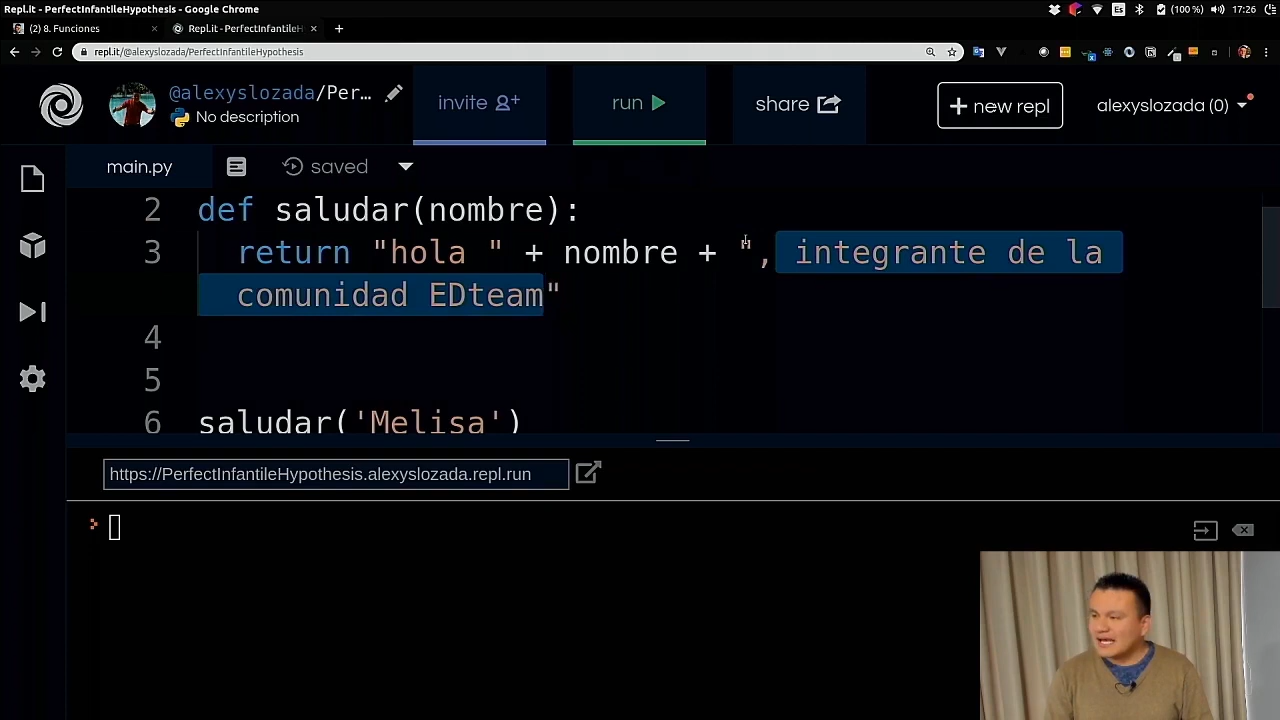 Repl.it - PerfectInfantileHypothesis - Google Chrome
Es
(100 %)
17:26
(2) 8. Funciones
Repl.it - PerfectInfantileH
repl.it/@alexyslozada/PerfectInfantileHypothesis
@alexyslozada/Per...
No description
invite
run
share
+ new repl
alexyslozada (0)
main.py
saved
2 def saludar(nombre):
3 return "hola " + nombre + ", integrante de la
comunidad EDteam"
4
5
6 saludar('Melisa')
https://PerfectInfantileHypothesis.alexyslozada.repl.run